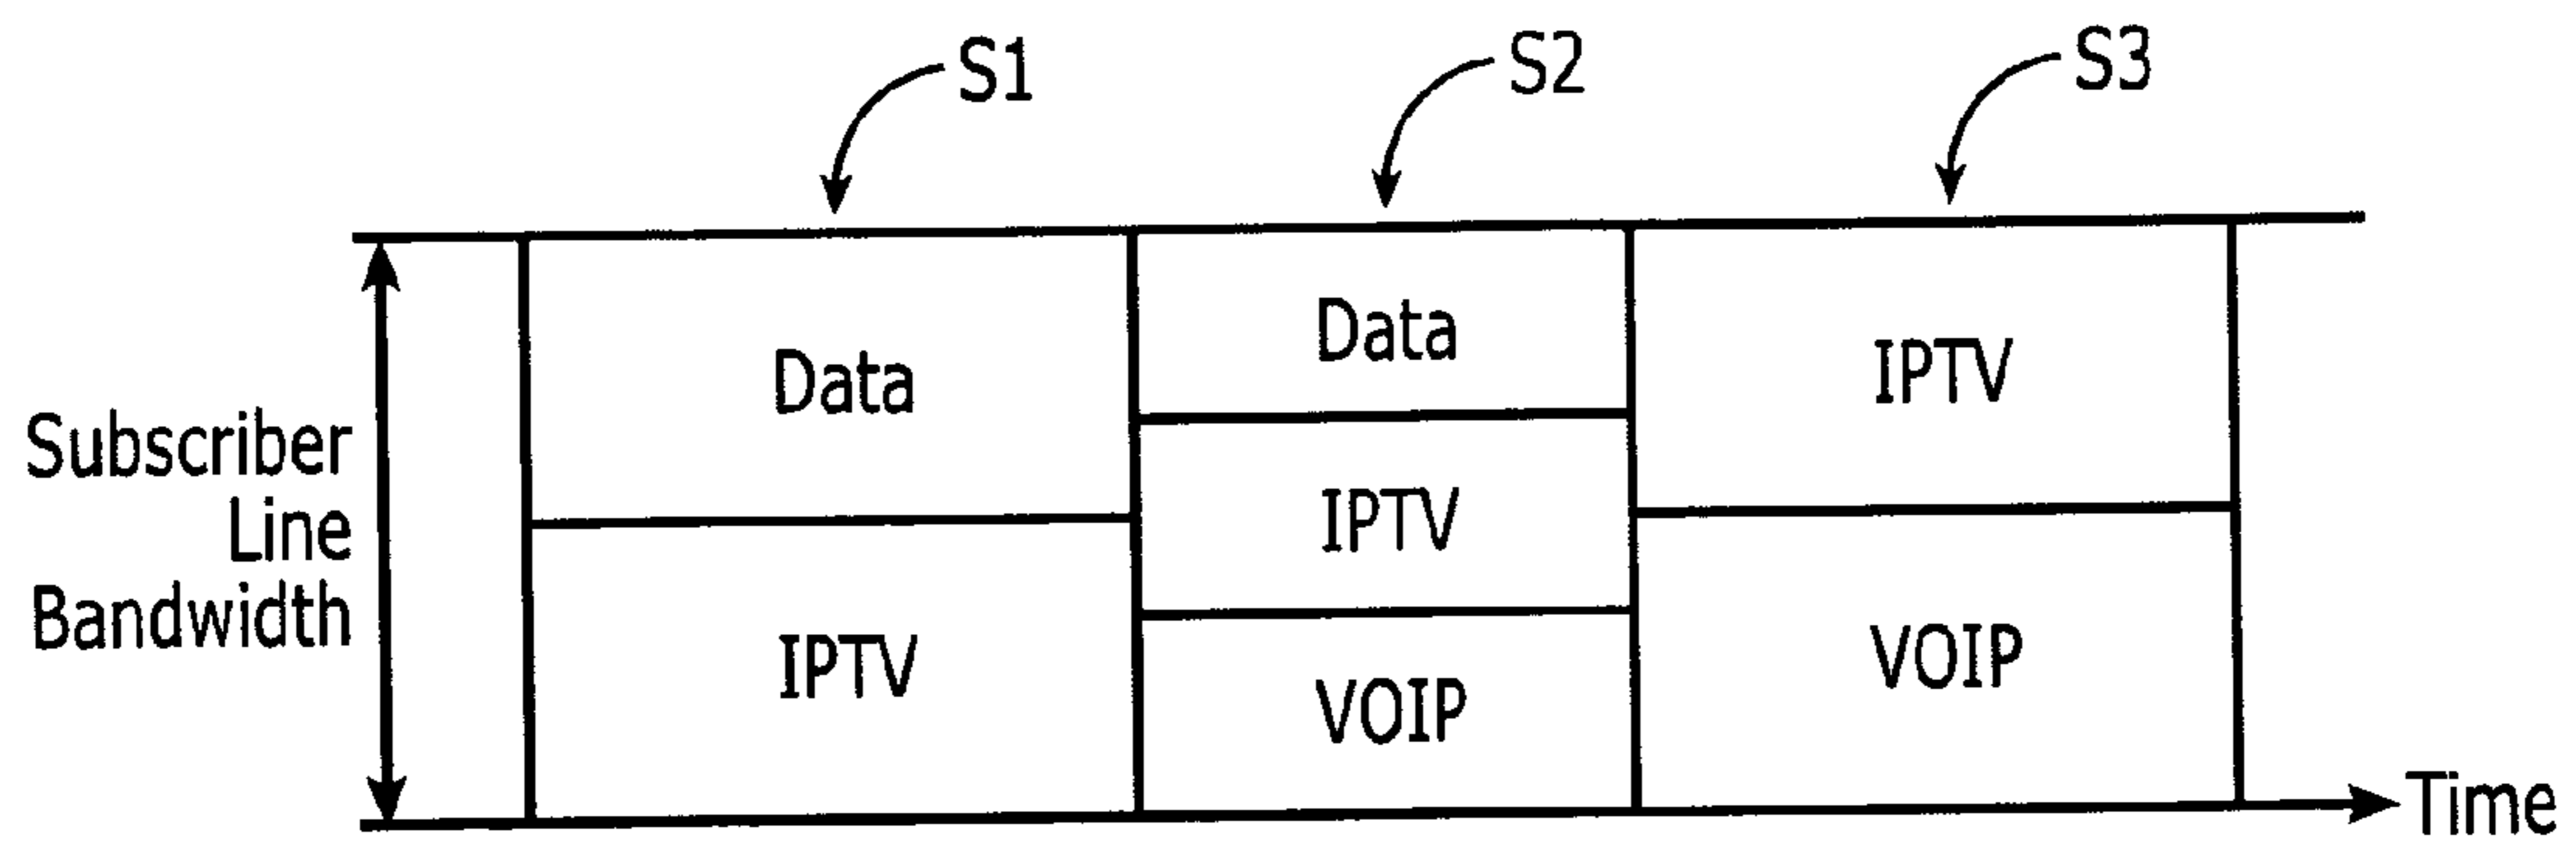 S1
S2
S3
Data
Data
IPTV
Subscriber
Line
Bandwidth
IPTV
IPTV
VOIP
VOIP
Time